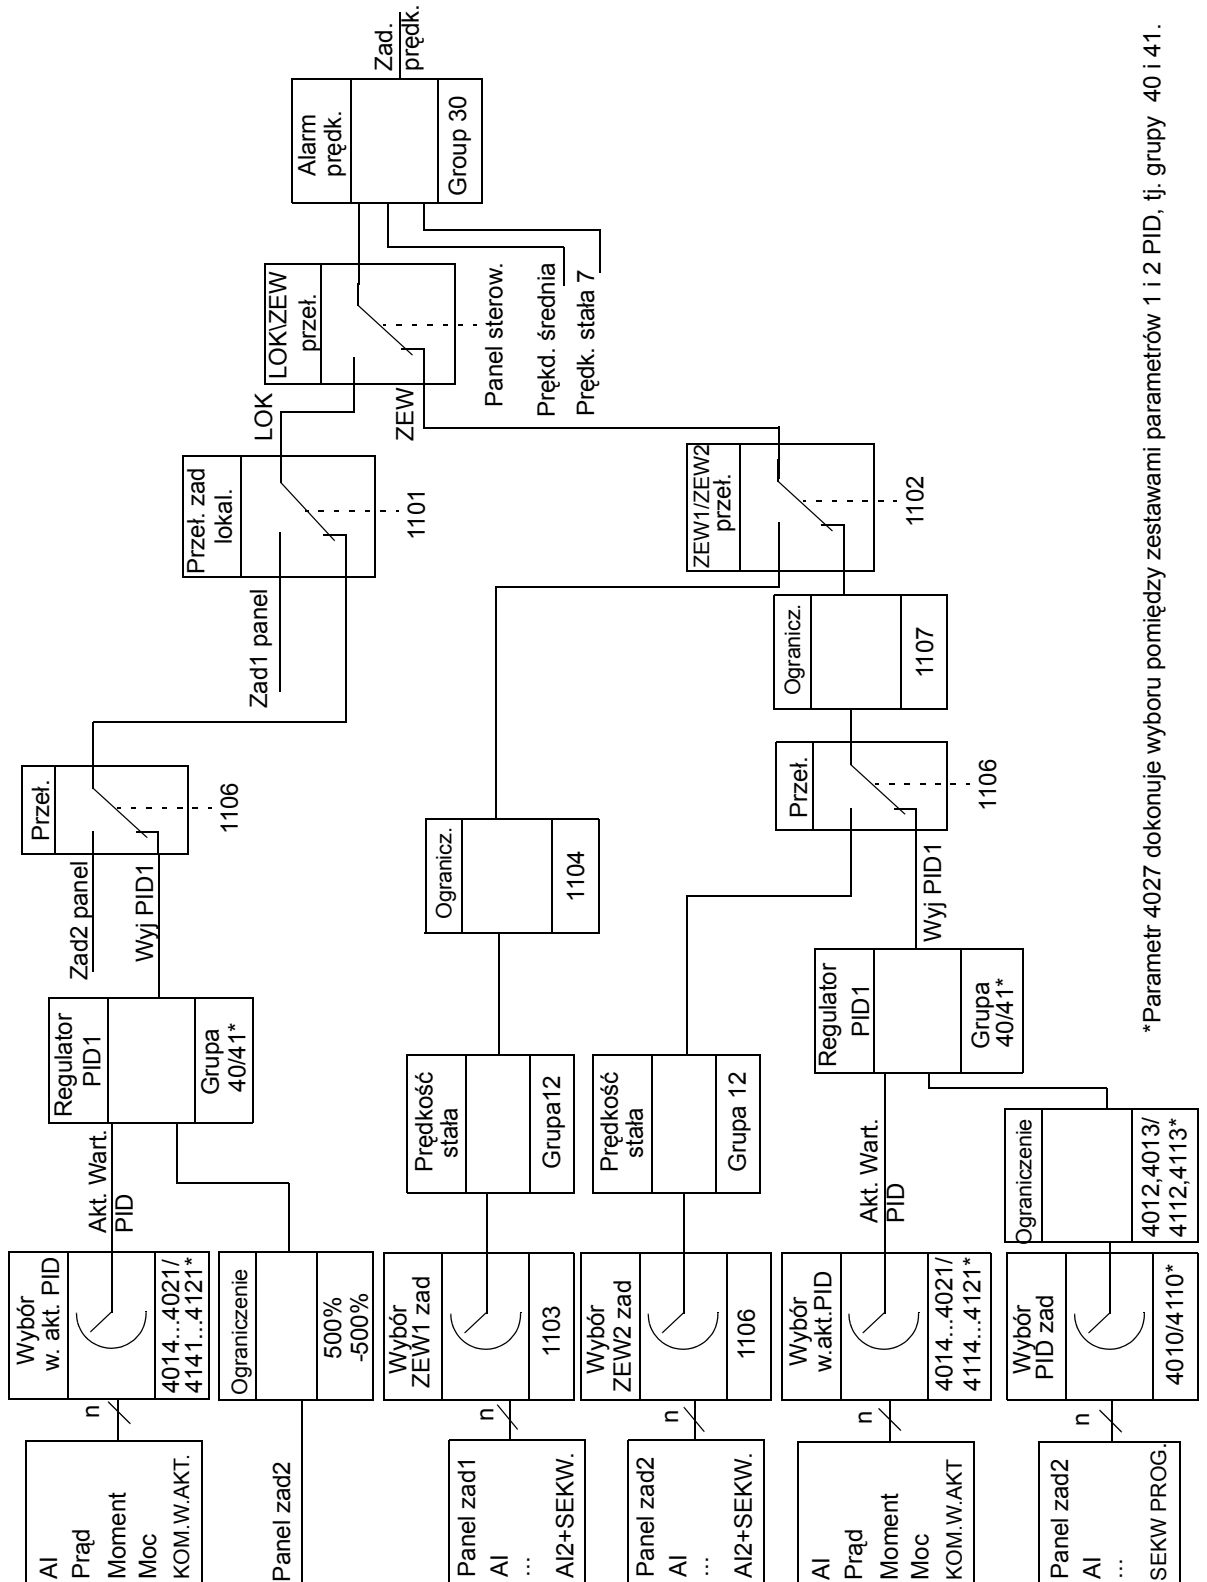 AI
Prąd
Moment
Moc
KOM.W.AKT.
n
Wybór
w. akt. PID
4014...4021/
4141...4121*
Akt. Wart.
PID
Panel zad2
Ograniczenie
500%
-500%
Regulator
PID1
Grupa
40/41*
Zad2 panel
Wyj PID1
Przeł.
1106
Zad1 panel
Przeł. zad
lokal.
1101
LOK
ZEW
LOK\ZEW
przeł.
Panel sterow.
Prękd. średnia
Prędk. stała 7
Alarm
prędk.
Group 30
Zad.
prędk.
Panel zad1
AI
...
AI2+SEKW.
n
Wybór
ZEW1 zad
1103
Prędkość
stała
Grupa12
Ogranicz.
1104
Panel zad2
AI
...
AI2+SEKW.
n
Wybór
ZEW2 zad
1106
Prędkość
stała
Grupa 12
ZEW1/ZEW2
przeł.
1102
AI
Prąd
Moment
Moc
KOM.W.AKT
n
Wybór
w.akt.PID
4014...4021/
4114...4121*
Akt. Wart.
PID
Regulator
PID1
Grupa
40/41*
Wyj PID1
Przeł.
1106
Ogranicz.
1107
Panel zad2
AI
...
SEKW PROG.
n
Wybór
PID zad
4010/4110*
Ograniczenie
4012,4013/
4112,4113*
*Parametr 4027 dokonuje wyboru pomiędzy zestawami parametrów 1 i 2 PID, tj. grupy 40 i 41.